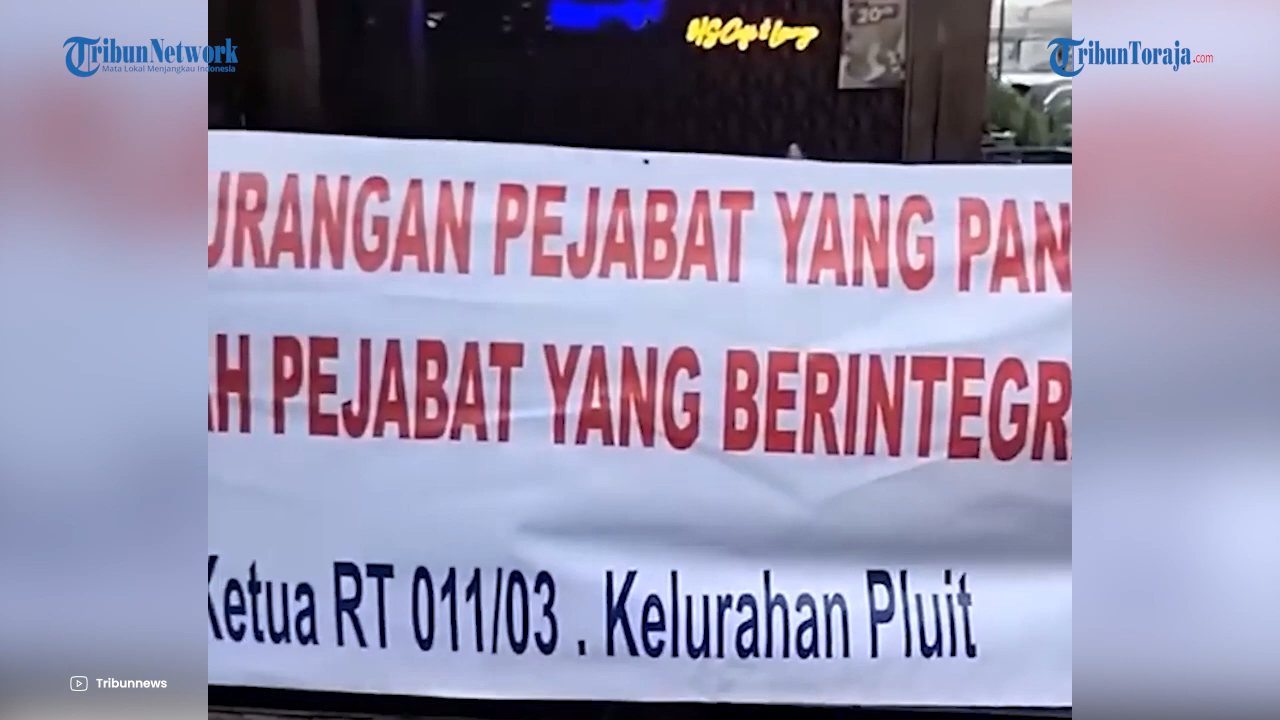 TribunNetwork
Mata Lokal Menjangkau Indonesia
TribunToraja.com
20
URANGAN PEJABAT YANG PAN
AH PEJABAT YANG BERINTEGR
Ketua RT 011/03 . Kelurahan Pluit
Tribunnews